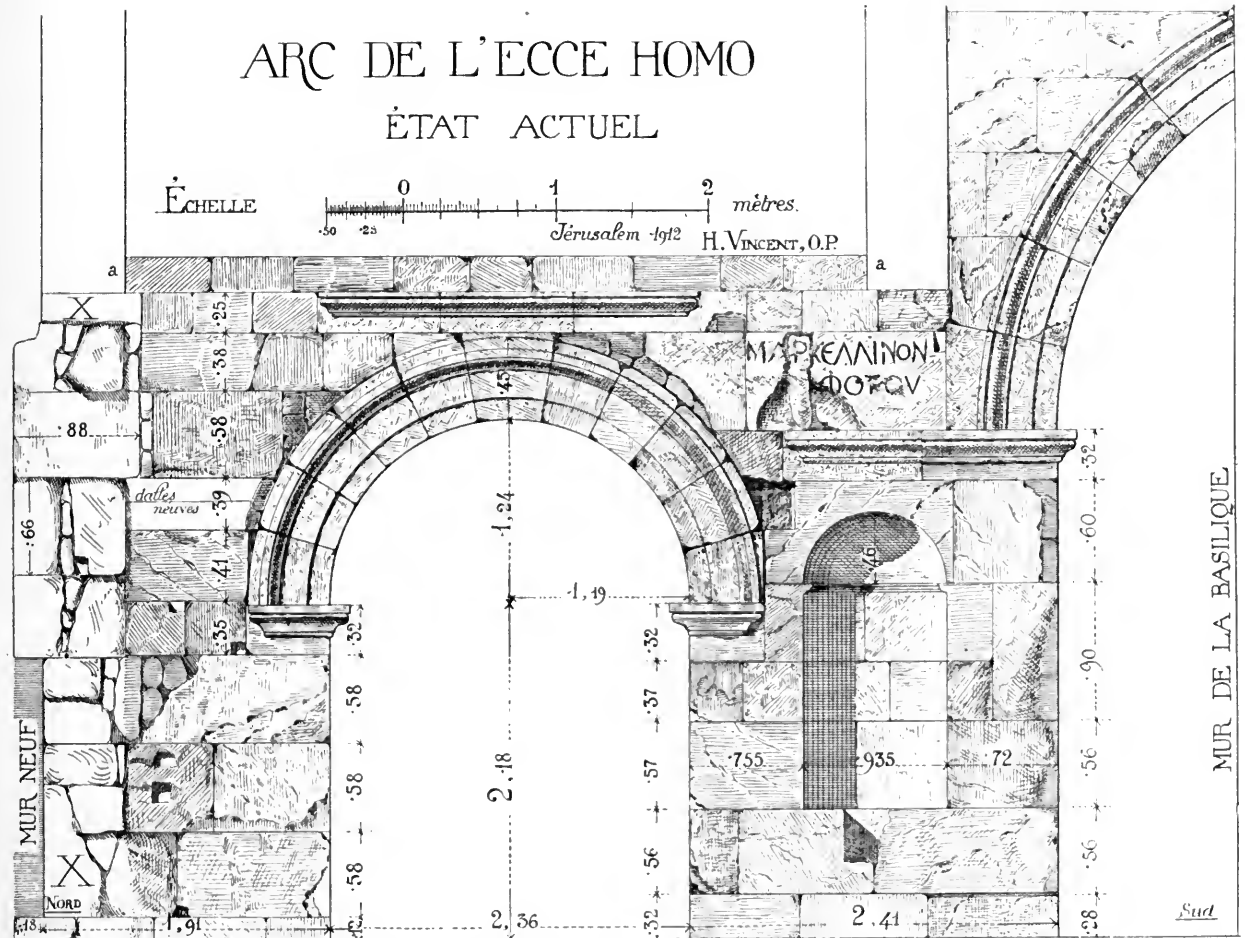 ARC DE L'ECCE HOMO
ÉTAT ACTUEL
ÉCHELLE
0 1 2
mètres.
.50 .25
Jérusalem 1912
H. VINCENT, O.P.
a
a
X
.25
.38
ΜΑΡΚΕΛΛΙΝΟΝ
ΦΟΤΟΥ
.45
.88
.58
.32
dalles
neuves
.39
.66
1,24
.60
.46
.41
1,19
.35
.32
.32
.90
.58
.37
MUR DE LA BASILIQUE
MUR NEUF
2.18
.755
.935
.72
.58
.57
.56
X
.58
.56
.56
NORD
.18
1,91
2,36
.32
2.41
.28
Sud